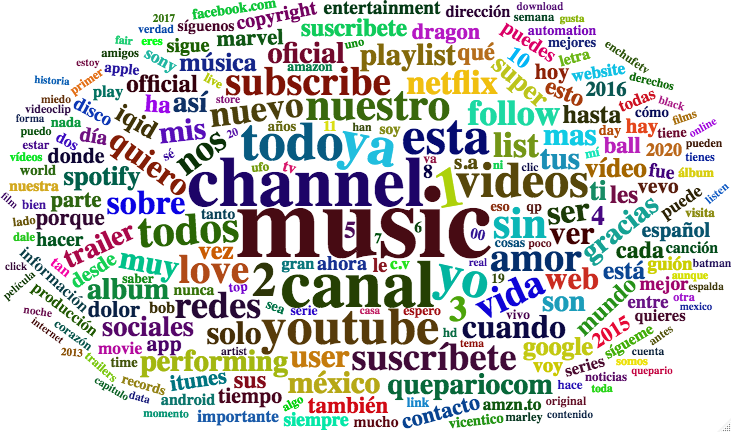 2017 facebook.com entertainment dirección download
verdad síguenos copyright semana gusta
fair eres suscribete dragon automation
amigos sigue marvel oficial uno playlist qué puedes mejores enchufetv
estoy sony música amazon 10 letra
historia primer apple official live subscribe netflix super hoy website derechos
miedo play ha así store nuevo nuestro esto 2016 todas black
videoclip disco iqid mis 20 años 11 han soy follow hasta cómo films
forma nada día nos todo ya esta list mas day hay tiene online
puedo dos quiero sé ufo tv va s.a ni clic tus mí ball 2020 pueden
estar donde channel 8 videos vídeo fue tienes
vídeos world spotify 1 ti les vevo álbum
nuestra parte sobre music eso qp ser 4 puede listen
film bien tanto 5 7 6 00 sin cosas poco ver gracias español visita
lado porque trailer todos
dale hacer vez gran ahora le c.v real amor cada canción
click tan desde muy love 2 canal yo 19 web está guión batman
información saber nunca aunque
película album top sea serie casa espero 3 vida son mundo mejor espalda
producción dolor bob redes vivo entre otra
noche corazón sociales solo youtube hd cuando 2015 quieres mexico
internet movie app artist tema google sígueme antes
2013 time performing user suscríbete voy series cuenta
trailers records itunes sus méxico quepariocom hace noticias somos
capitulo data android tiempo algo también link contacto amzn.to original toda quepario
momento importante siempre mucho vicentico marley contenido